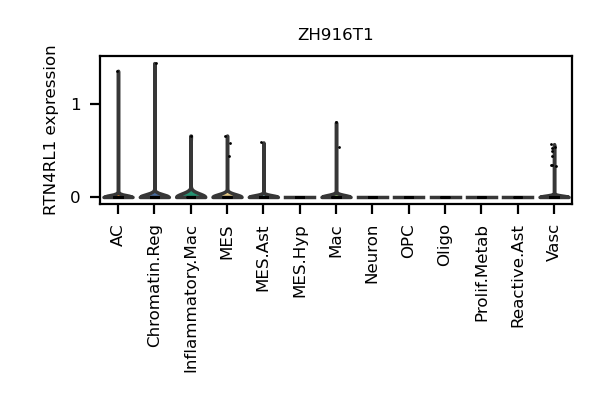 ZH916T1
RTN4RL1 expression
1
0
AC
Chromatin.Reg
Inflammatory.Mac
MES
MES.Ast
MES.Hyp
Mac
Neuron
OPC
Oligo
Prolif.Metab
Reactive.Ast
Vasc